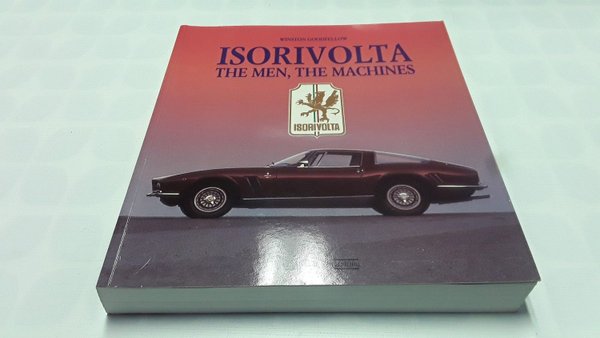 WINSTON GOODFELLOW
ISORIVOLTA
THE MEN, THE MACHINES
ISORIVOLTA